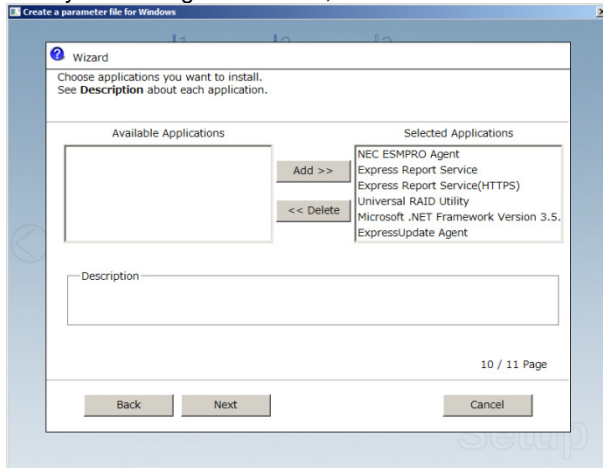 Create a parameter file for Windows
Wizard
Choose applications you want to install.
See Description about each application.
Available Applications
Selected Applications
Add >>
<< Delete
NEC ESMPRO Agent
Express Report Service
Express Report Service(HTTPS)
Universal RAID Utility
Microsoft .NET Framework Version 3.5.
ExpressUpdate Agent
Description
10 / 11 Page
Back
Next
Cancel
Setup